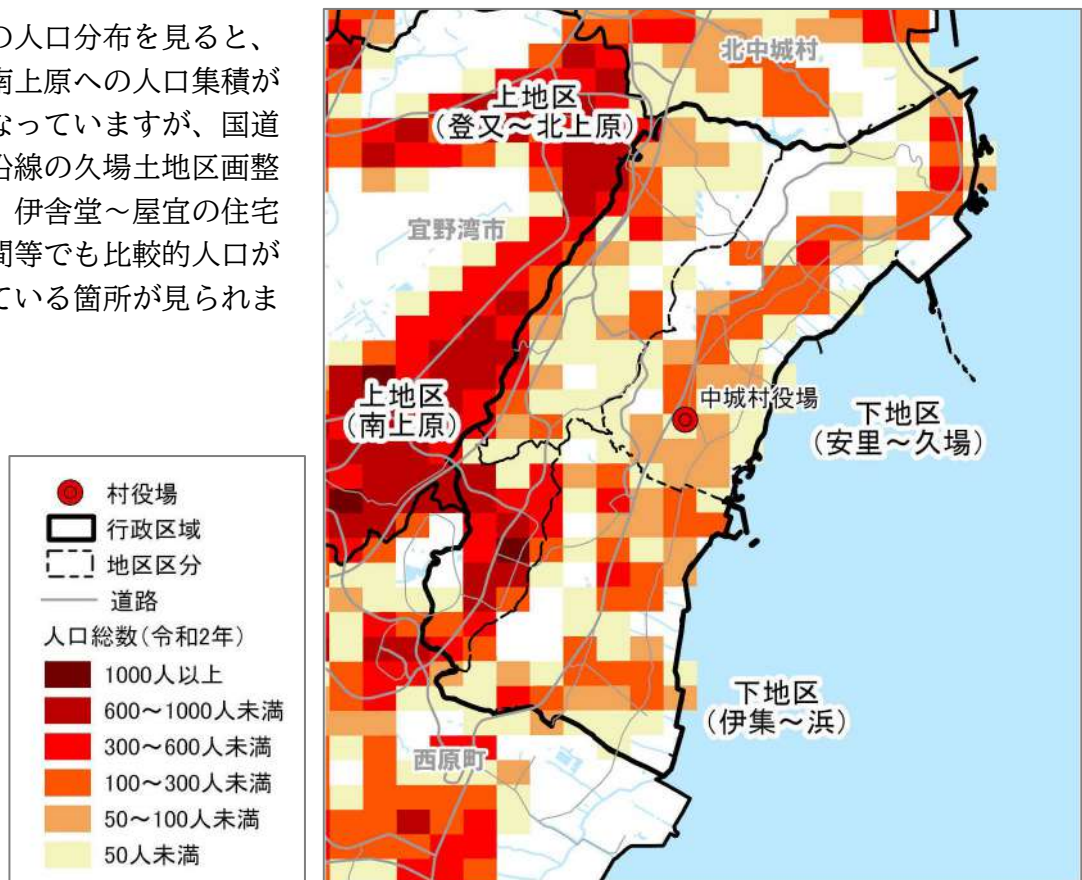 の人口分布を見ると、
南上原への人口集積が
なっていますが、国道
沿線の久場土地区画整
、伊舎堂～屋宜の住宅
間等でも比較的人口が
ている箇所が見られま
北中城村
上地区
（登又～北上原）
宜野湾市
上地区
（南上原）
中城村役場
下地区
（安里～久場）
下地区
（伊集～浜）
西原町
村役場
行政区域
地区区分
道路
人口総数（令和2年）
1000人以上
600～1000人未満
300～600人未満
100～300人未満
50～100人未満
50人未満